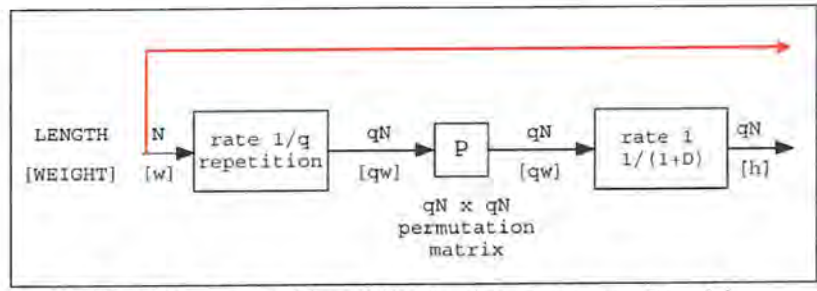 LENGTH N qN qN qN
rate 1/q
repetition
P
rate 1
1/(1+D)
[WEIGHT] [w] [qw] [qw] [h]
qN x qN
permutation
matrix